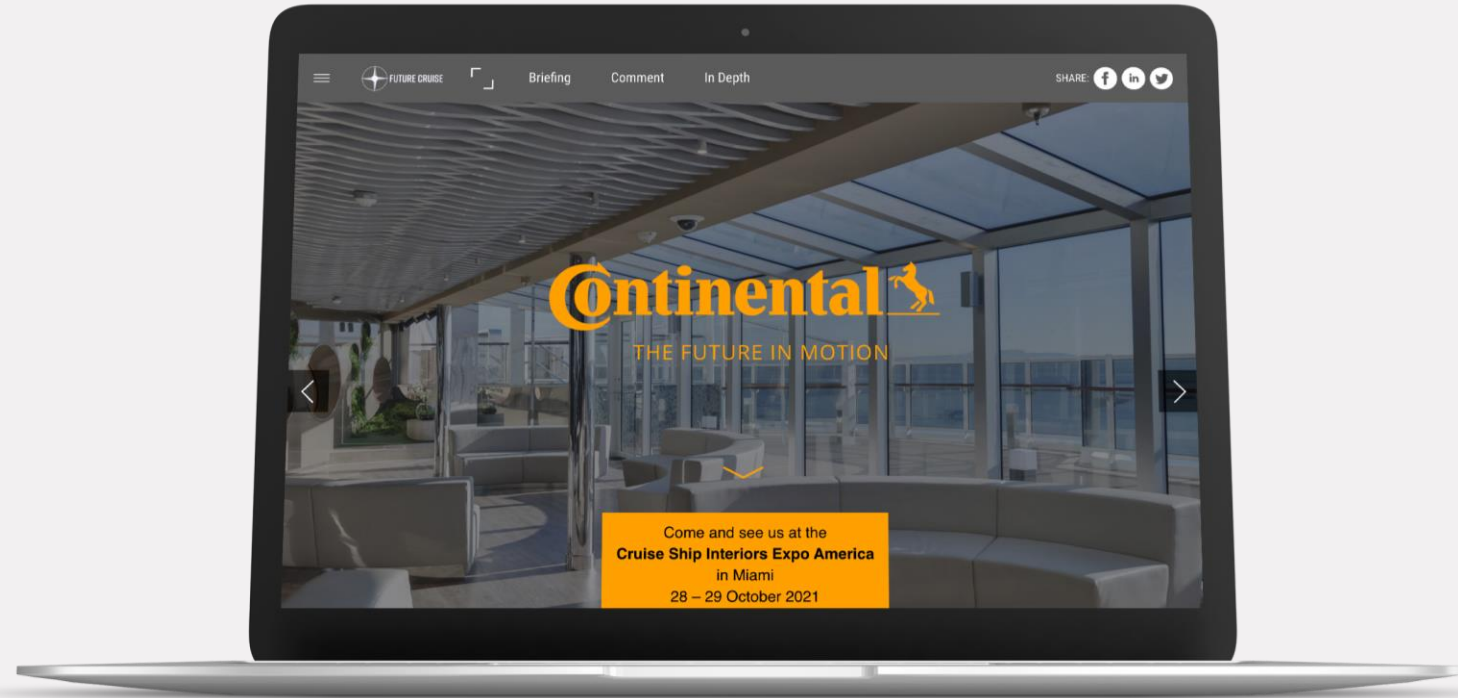 FUTURE CRUISE
Briefing
Comment
In Depth
SHARE:
Continental
THE FUTURE IN MOTION
Come and see us at the
Cruise Ship Interiors Expo America
in Miami
28 – 29 October 2021